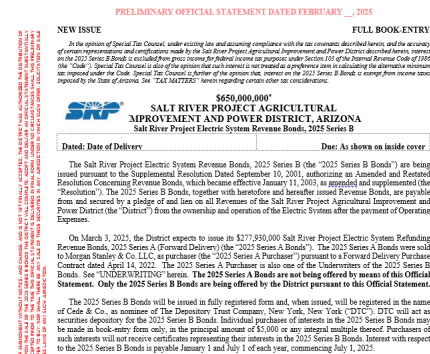 PRELIMINARY OFFICIAL STATEMENT DATED FEBRUARY __, 2025
NEW ISSUE FULL BOOK-ENTRY
In the opinion of Special Tax Counsel, under existing law and assuming compliance with the tax covenants described herein, and the accuracy
of certain representations and certifications made by the Salt River Project Agricultural Improvement and Power District described herein, interest
on the 2025 Series B Bonds is excluded from gross income for federal income tax purposes under Section 103 of the Internal Revenue Code of 1986
(the "Code"). Special Tax Counsel is also of the opinion that such interest is not treated as a preference item in calculating the alternative minimum
tax imposed under the Code. Special Tax Counsel is further of the opinion that, interest on the 2025 Series B Bonds is exempt from income taxes
imposed by the State of Arizona. See "TAX MATTERS" herein regarding certain other tax considerations.
$650,000,000*
SRP
SALT RIVER PROJECT AGRICULTURAL
MPROVEMENT AND POWER DISTRICT, ARIZONA
Salt River Project Electric System Revenue Bonds, 2025 Series B
Dated: Date of Delivery Due: As shown on inside cover
The Salt River Project Electric System Revenue Bonds, 2025 Series B (the "2025 Series B Bonds") are being
issued pursuant to the Supplemental Resolution Dated September 10, 2001, authorizing an Amended and Restated
Resolution Concerning Revenue Bonds, which became effective January 11, 2003, as amended and supplemented (the
"Resolution"). The 2025 Series B Bonds, together with heretofore and hereafter issued Revenue Bonds, are payable
from and secured by a pledge of and lien on all Revenues of the Salt River Project Agricultural Improvement and
Power District (the "District") from the ownership and operation of the Electric System after the payment of Operating
Expenses.
On March 3, 2025, the District expects to issue its $277,930,000 Salt River Project Electric System Refunding
Revenue Bonds, 2025 Series A (Forward Delivery) (the "2025 Series A Bonds"). The 2025 Series A Bonds were sold
to Morgan Stanley & Co. LLC, as purchaser (the "2025 Series A Purchaser") pursuant to a Forward Delivery Purchase
Contract dated April 14, 2022. The 2025 Series A Purchaser is also one of the Underwriters of the 2025 Series B
Bonds. See "UNDERWRITING" herein. The 2025 Series A Bonds are not being offered by means of this Official
Statement. Only the 2025 Series B Bonds are being offered by the District pursuant to this Official Statement.
The 2025 Series B Bonds will be issued in fully registered form and, when issued, will be registered in the name
of Cede & Co., as nominee of The Depository Trust Company, New York, New York ("DTC"). DTC will act as
securities depository for the 2025 Series B Bonds. Individual purchases of interests in the 2025 Series B Bonds may
be made in book-entry form only, in the principal amount of $5,000 or any integral multiple thereof. Purchasers of
such interests will not receive certificates representing their interests in the 2025 Series B Bonds. Interest with respect
to the 2025 Series B Bonds is payable January 1 and July 1 of each year, commencing July 1, 2025.